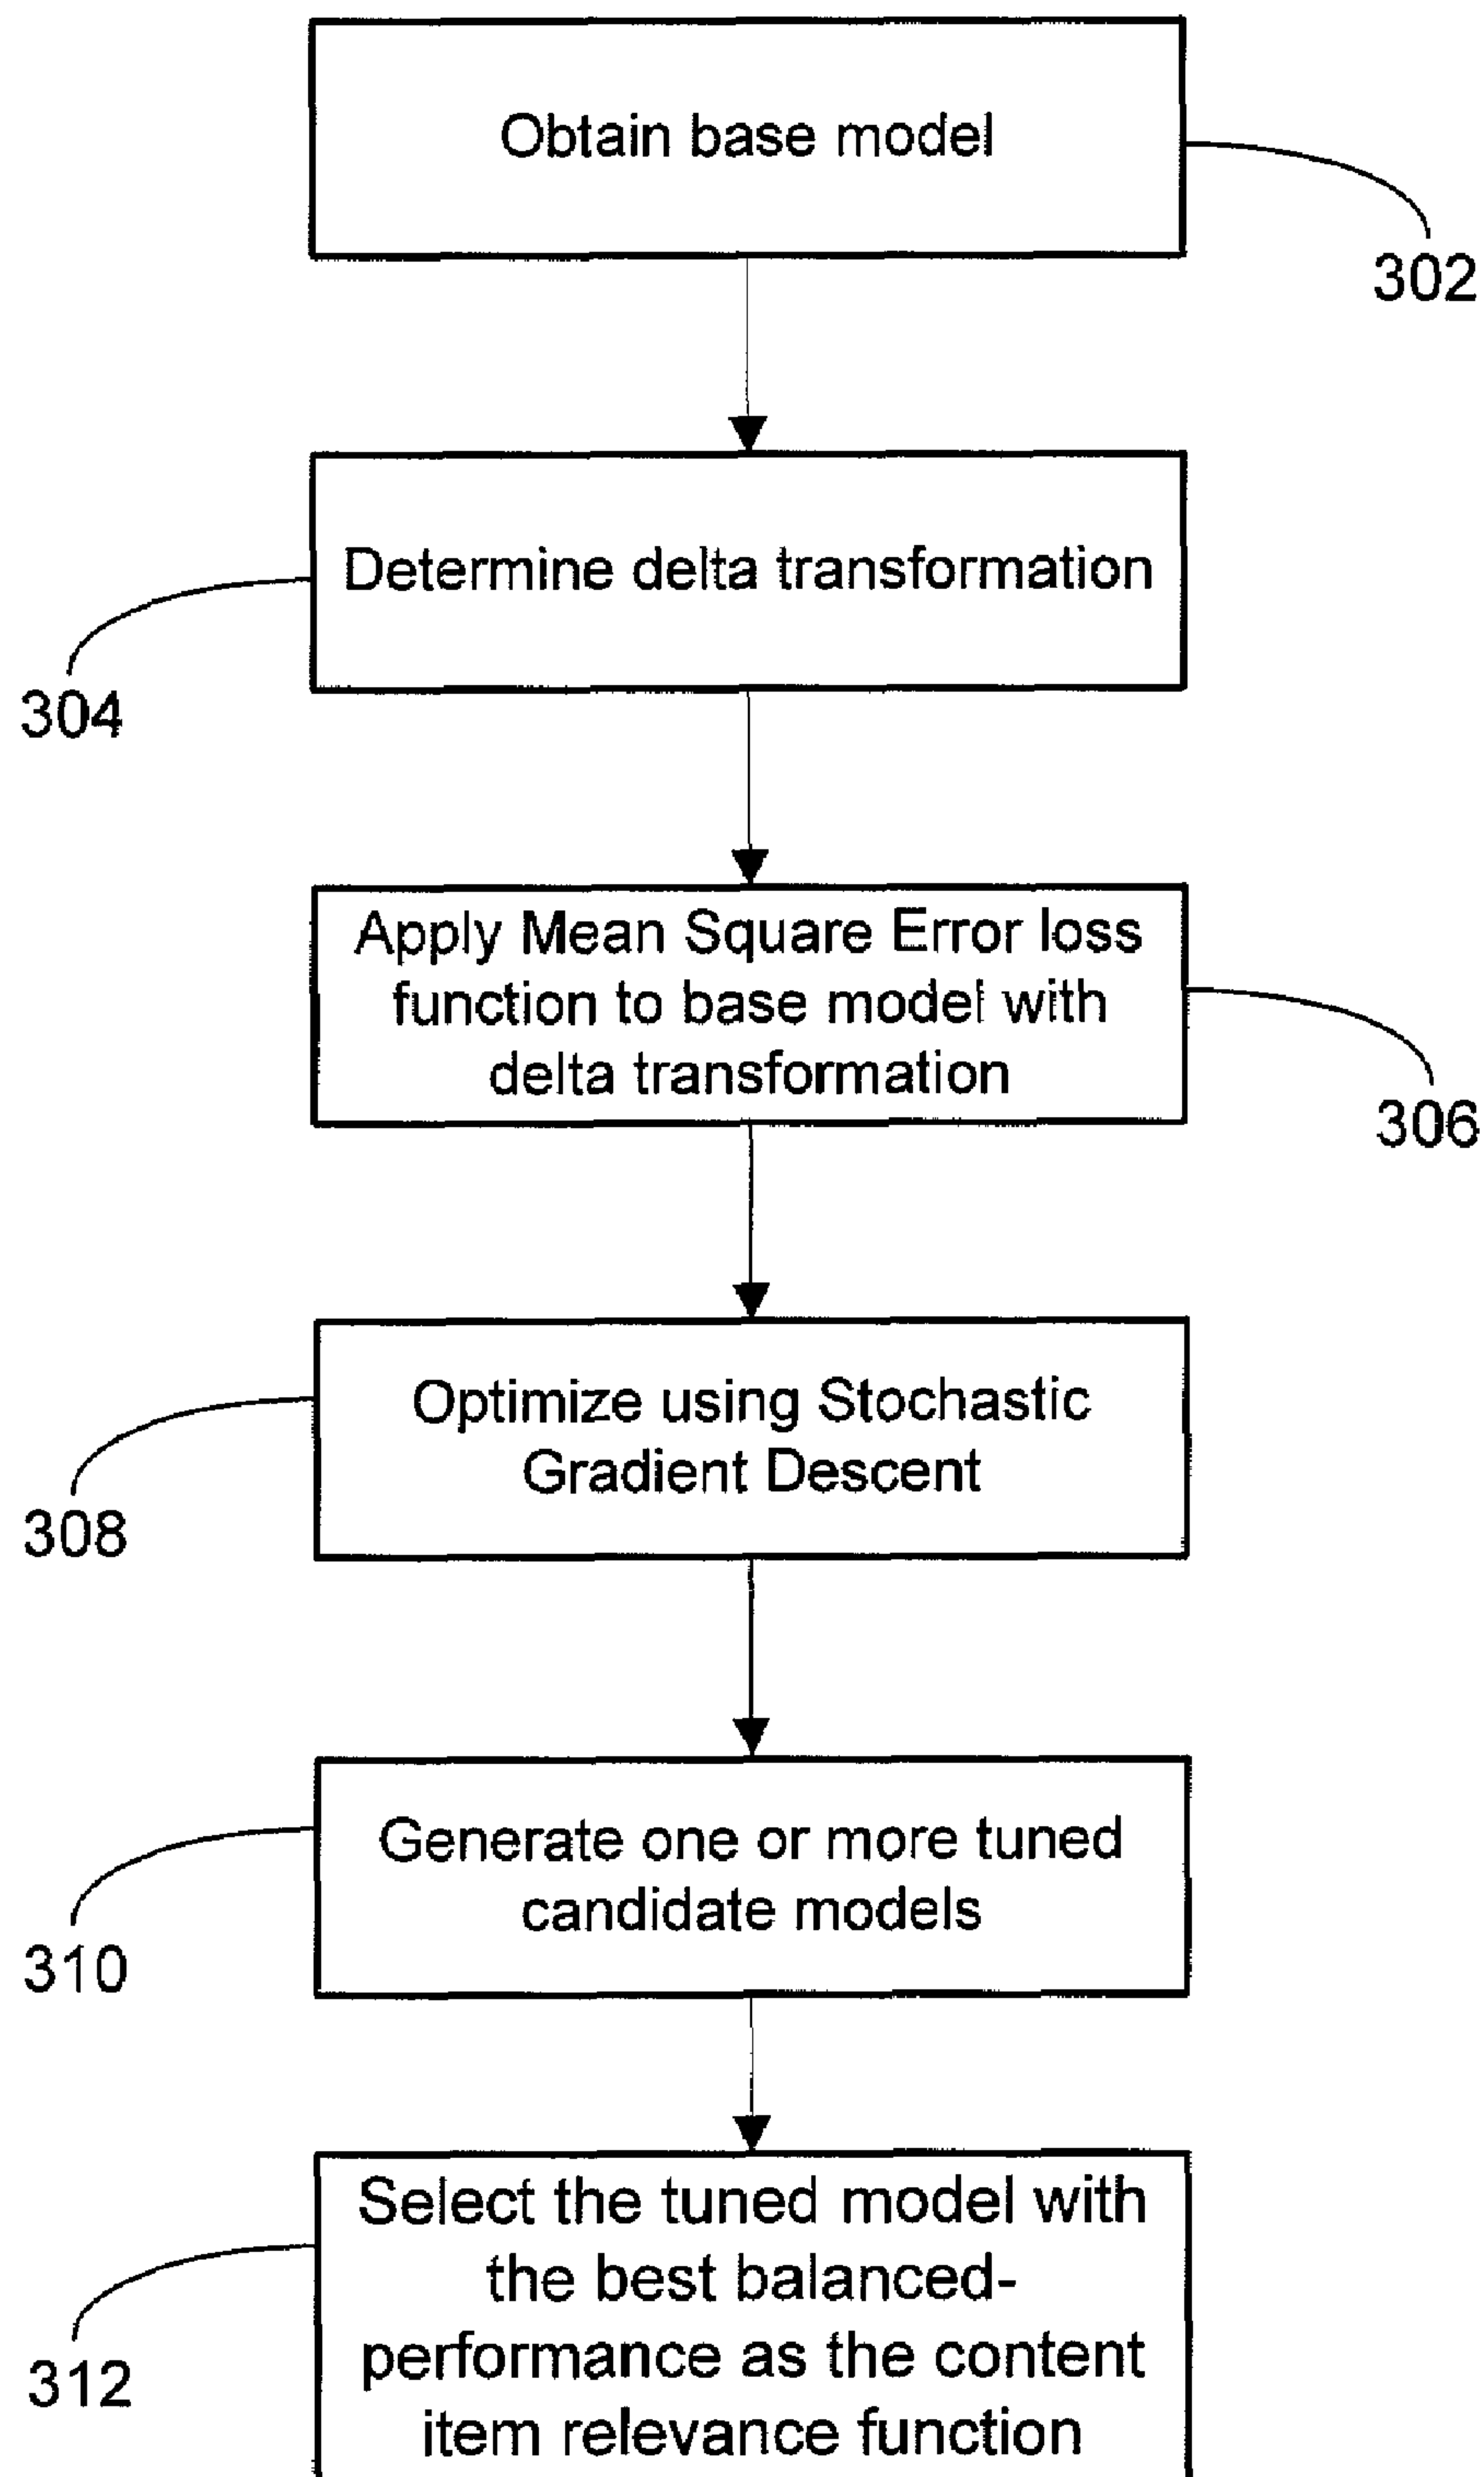 Obtain base model
302
Determine delta transformation
304
Apply Mean Square Error loss
function to base model with
delta transformation
306
Optimize using Stochastic
Gradient Descent
308
Generate one or more tuned
candidate models
310
Select the tuned model with
the best balanced-
performance as the content
item relevance function
312